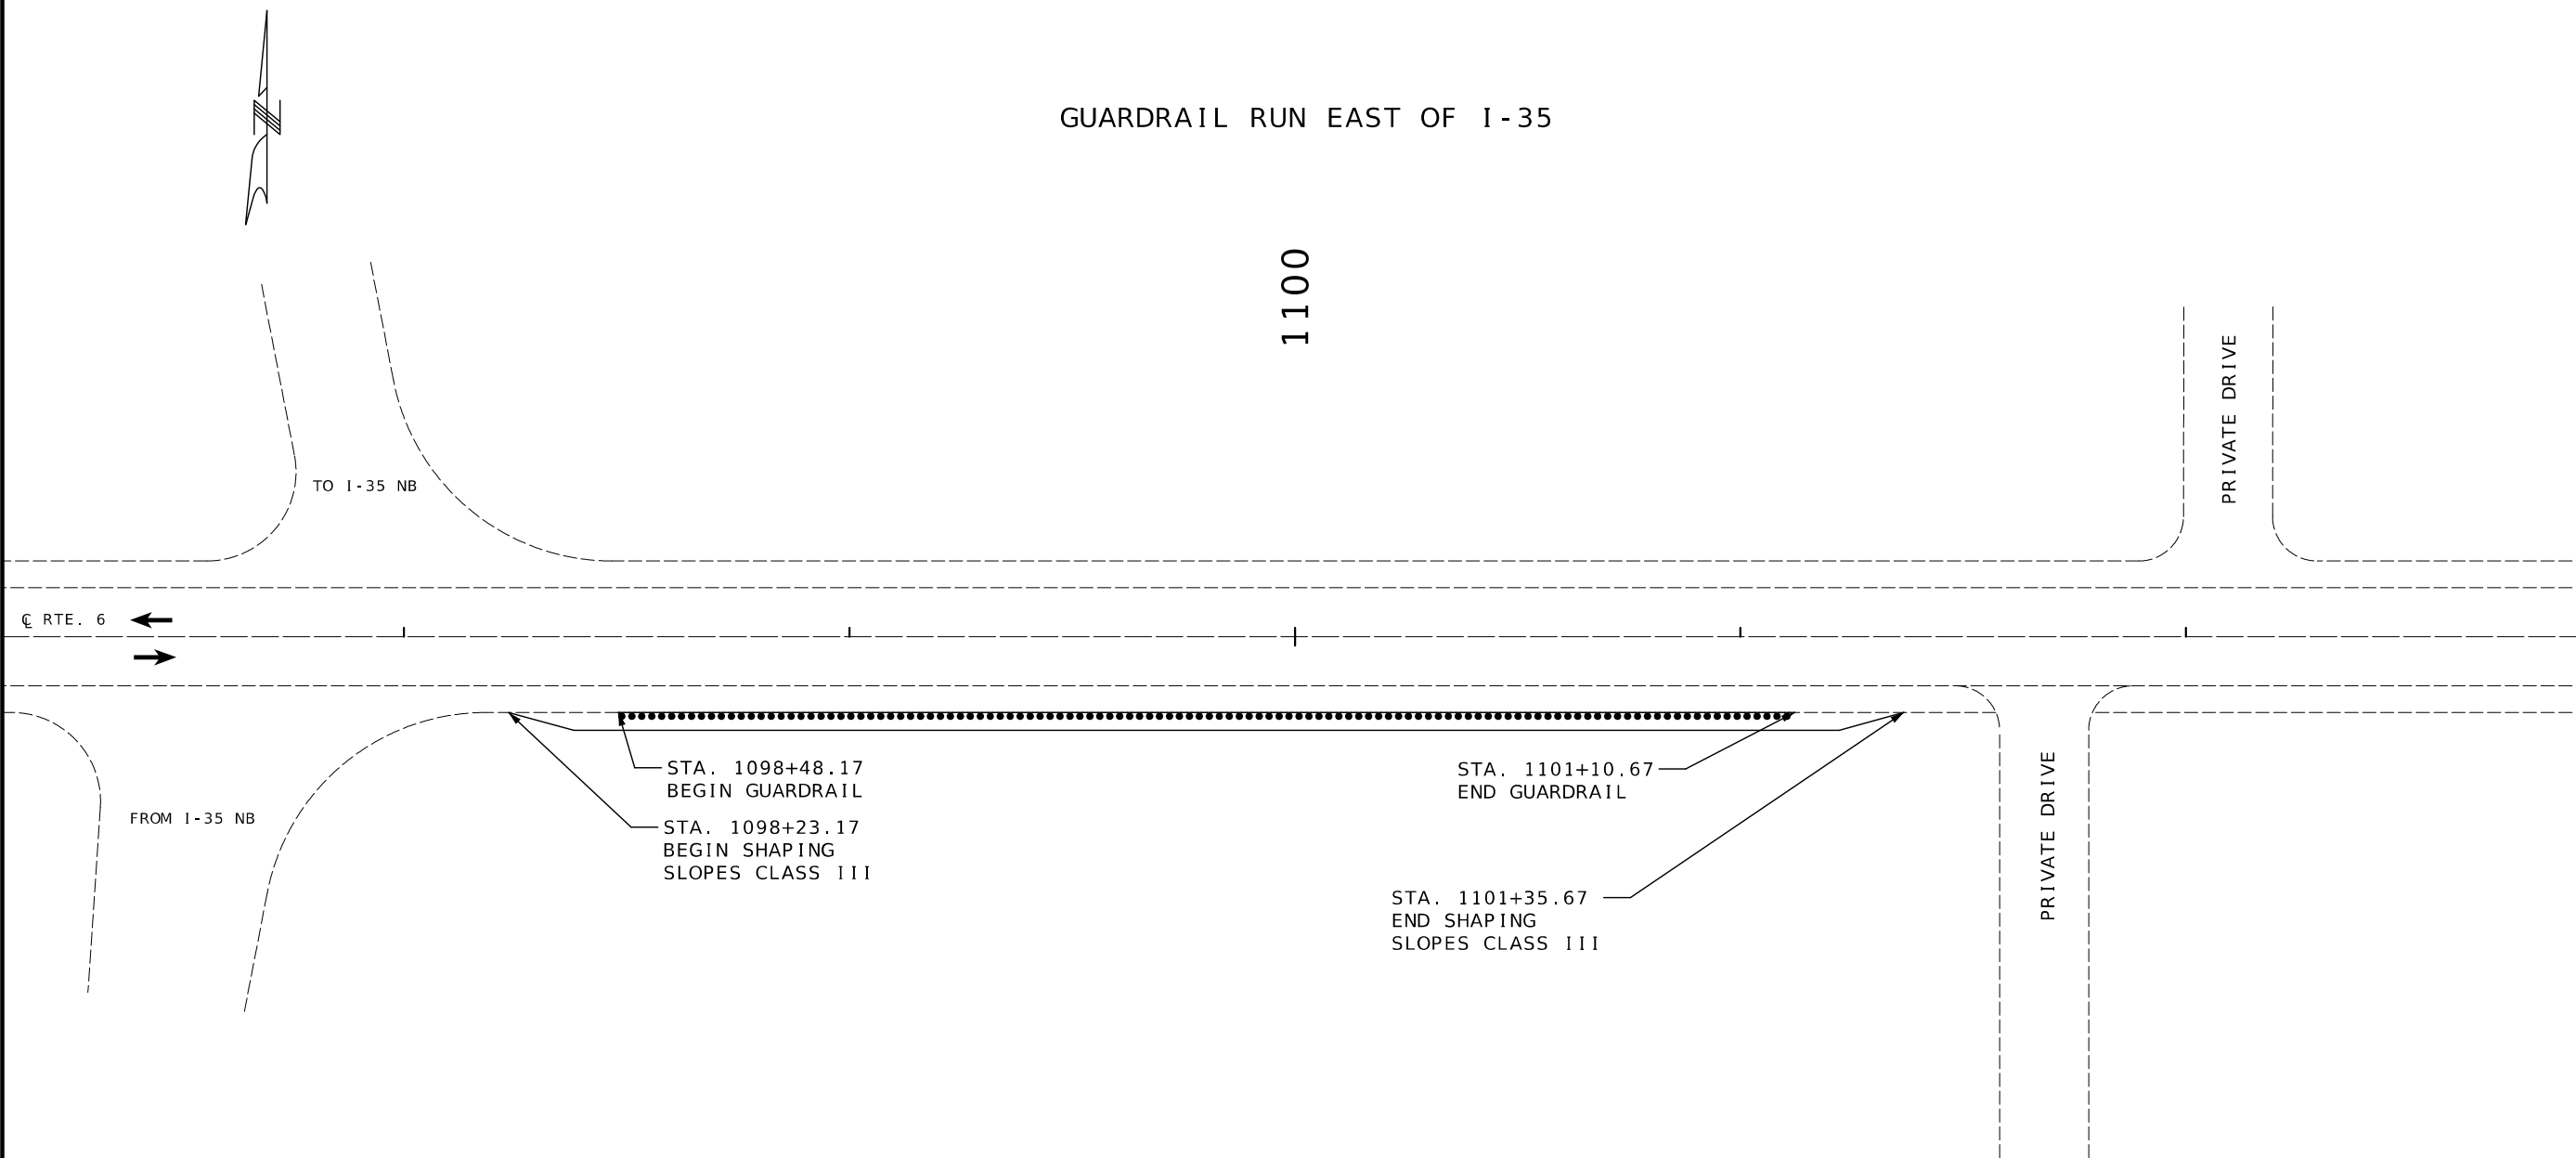 N
GUARDRAIL RUN EAST OF I-35
1100
PRIVATE DRIVE
TO I-35 NB
℄ RTE. 6
STA. 1098+48.17
BEGIN GUARDRAIL
STA. 1101+10.67
END GUARDRAIL
FROM I-35 NB
STA. 1098+23.17
BEGIN SHAPING
SLOPES CLASS III
PRIVATE DRIVE
STA. 1101+35.67
END SHAPING
SLOPES CLASS III